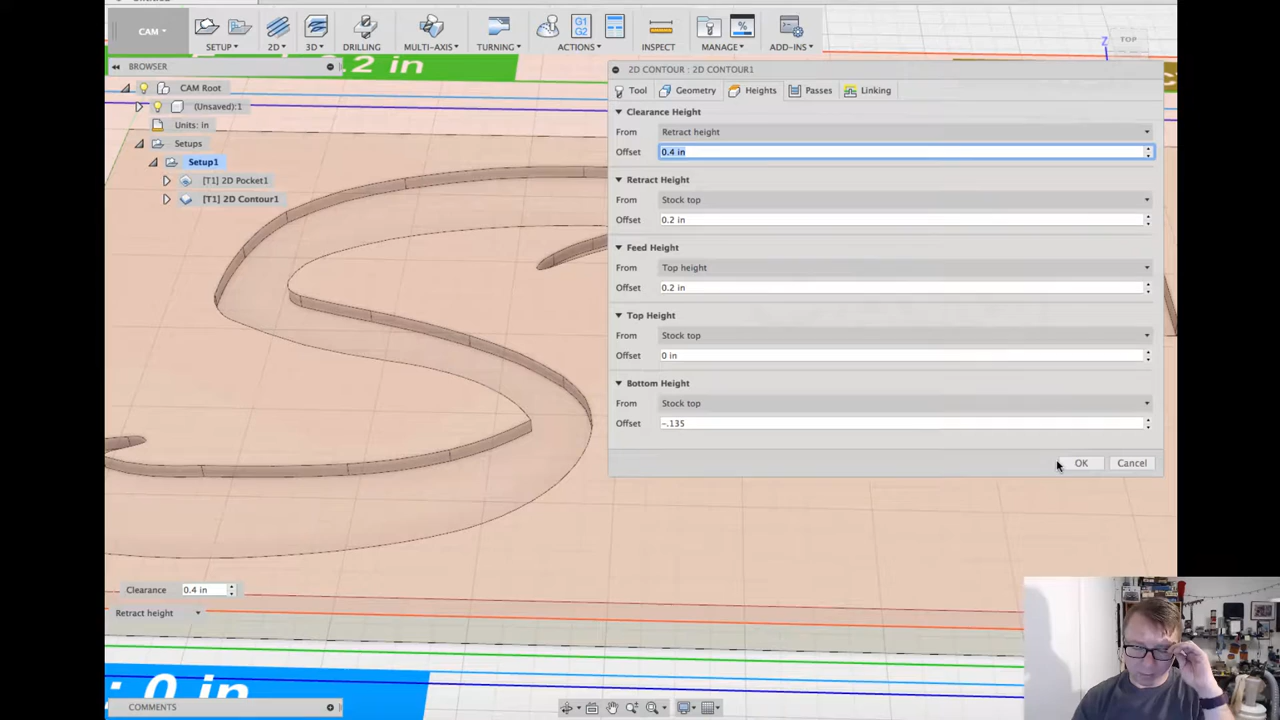 CAM
SETUP
2D
3D
DRILLING
MULTI-AXIS
TURNING
G1
G2
ACTIONS
INSPECT
%
MANAGE
ADD-INS
0.2 in
Z
TOP
BROWSER
CAM Root
(Unsaved):1
Units: in
Setups
Setup1
[T1] 2D Pocket1
[T1] 2D Contour1
2D CONTOUR : 2D CONTOUR1
Tool Geometry Heights Passes Linking
Clearance Height
From Retract height
Offset 0.4 in
Retract Height
From Stock top
Offset 0.2 in
Feed Height
From Top height
Offset 0.2 in
Top Height
From Stock top
Offset 0 in
Bottom Height
From Stock top
Offset -.135
OK Cancel
Clearance 0.4 in
Retract height
: 0 in
COMMENTS